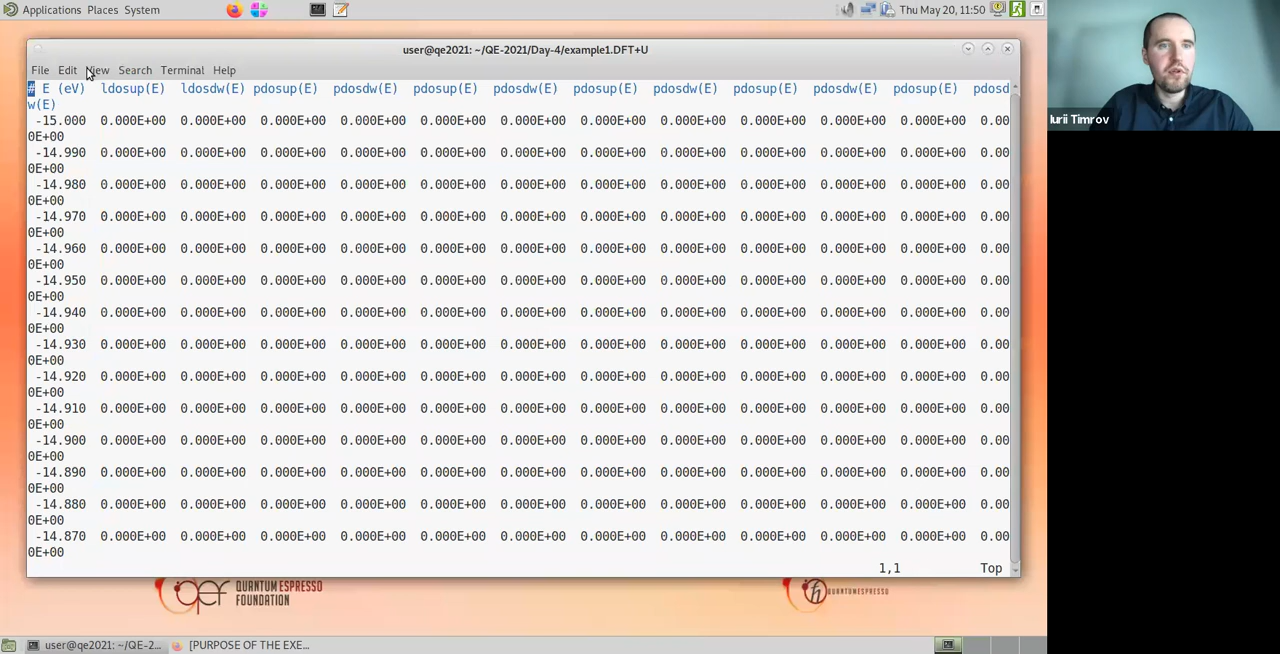 Applications Places System
Thu May 20, 11:50
user@qe2021: ~/QE-2021/Day-4/example1.DFT+U
File Edit View Search Terminal Help
# E (eV) ldosup(E) ldosdw(E) pdosup(E) pdosdw(E) pdosup(E) pdosdw(E) pdosup(E) pdosdw(E) pdosup(E) pdosdw(E) pdosup(E) pdosd
w(E)
-15.000 0.000E+00 0.000E+00 0.000E+00 0.000E+00 0.000E+00 0.000E+00 0.000E+00 0.000E+00 0.000E+00 0.000E+00 0.000E+00 0.00
0E+00
-14.990 0.000E+00 0.000E+00 0.000E+00 0.000E+00 0.000E+00 0.000E+00 0.000E+00 0.000E+00 0.000E+00 0.000E+00 0.000E+00 0.00
0E+00
-14.980 0.000E+00 0.000E+00 0.000E+00 0.000E+00 0.000E+00 0.000E+00 0.000E+00 0.000E+00 0.000E+00 0.000E+00 0.000E+00 0.00
0E+00
-14.970 0.000E+00 0.000E+00 0.000E+00 0.000E+00 0.000E+00 0.000E+00 0.000E+00 0.000E+00 0.000E+00 0.000E+00 0.000E+00 0.00
0E+00
-14.960 0.000E+00 0.000E+00 0.000E+00 0.000E+00 0.000E+00 0.000E+00 0.000E+00 0.000E+00 0.000E+00 0.000E+00 0.000E+00 0.00
0E+00
-14.950 0.000E+00 0.000E+00 0.000E+00 0.000E+00 0.000E+00 0.000E+00 0.000E+00 0.000E+00 0.000E+00 0.000E+00 0.000E+00 0.00
0E+00
-14.940 0.000E+00 0.000E+00 0.000E+00 0.000E+00 0.000E+00 0.000E+00 0.000E+00 0.000E+00 0.000E+00 0.000E+00 0.000E+00 0.00
0E+00
-14.930 0.000E+00 0.000E+00 0.000E+00 0.000E+00 0.000E+00 0.000E+00 0.000E+00 0.000E+00 0.000E+00 0.000E+00 0.000E+00 0.00
0E+00
-14.920 0.000E+00 0.000E+00 0.000E+00 0.000E+00 0.000E+00 0.000E+00 0.000E+00 0.000E+00 0.000E+00 0.000E+00 0.000E+00 0.00
0E+00
-14.910 0.000E+00 0.000E+00 0.000E+00 0.000E+00 0.000E+00 0.000E+00 0.000E+00 0.000E+00 0.000E+00 0.000E+00 0.000E+00 0.00
0E+00
-14.900 0.000E+00 0.000E+00 0.000E+00 0.000E+00 0.000E+00 0.000E+00 0.000E+00 0.000E+00 0.000E+00 0.000E+00 0.000E+00 0.00
0E+00
-14.890 0.000E+00 0.000E+00 0.000E+00 0.000E+00 0.000E+00 0.000E+00 0.000E+00 0.000E+00 0.000E+00 0.000E+00 0.000E+00 0.00
0E+00
-14.880 0.000E+00 0.000E+00 0.000E+00 0.000E+00 0.000E+00 0.000E+00 0.000E+00 0.000E+00 0.000E+00 0.000E+00 0.000E+00 0.00
0E+00
-14.870 0.000E+00 0.000E+00 0.000E+00 0.000E+00 0.000E+00 0.000E+00 0.000E+00 0.000E+00 0.000E+00 0.000E+00 0.000E+00 0.00
0E+00
1,1 Top
QUANTUM ESPRESSO
FOUNDATION
QUANTUMESPRESSO
user@qe2021: ~/QE-2...
[PURPOSE OF THE EXE...
Iurii Timrov